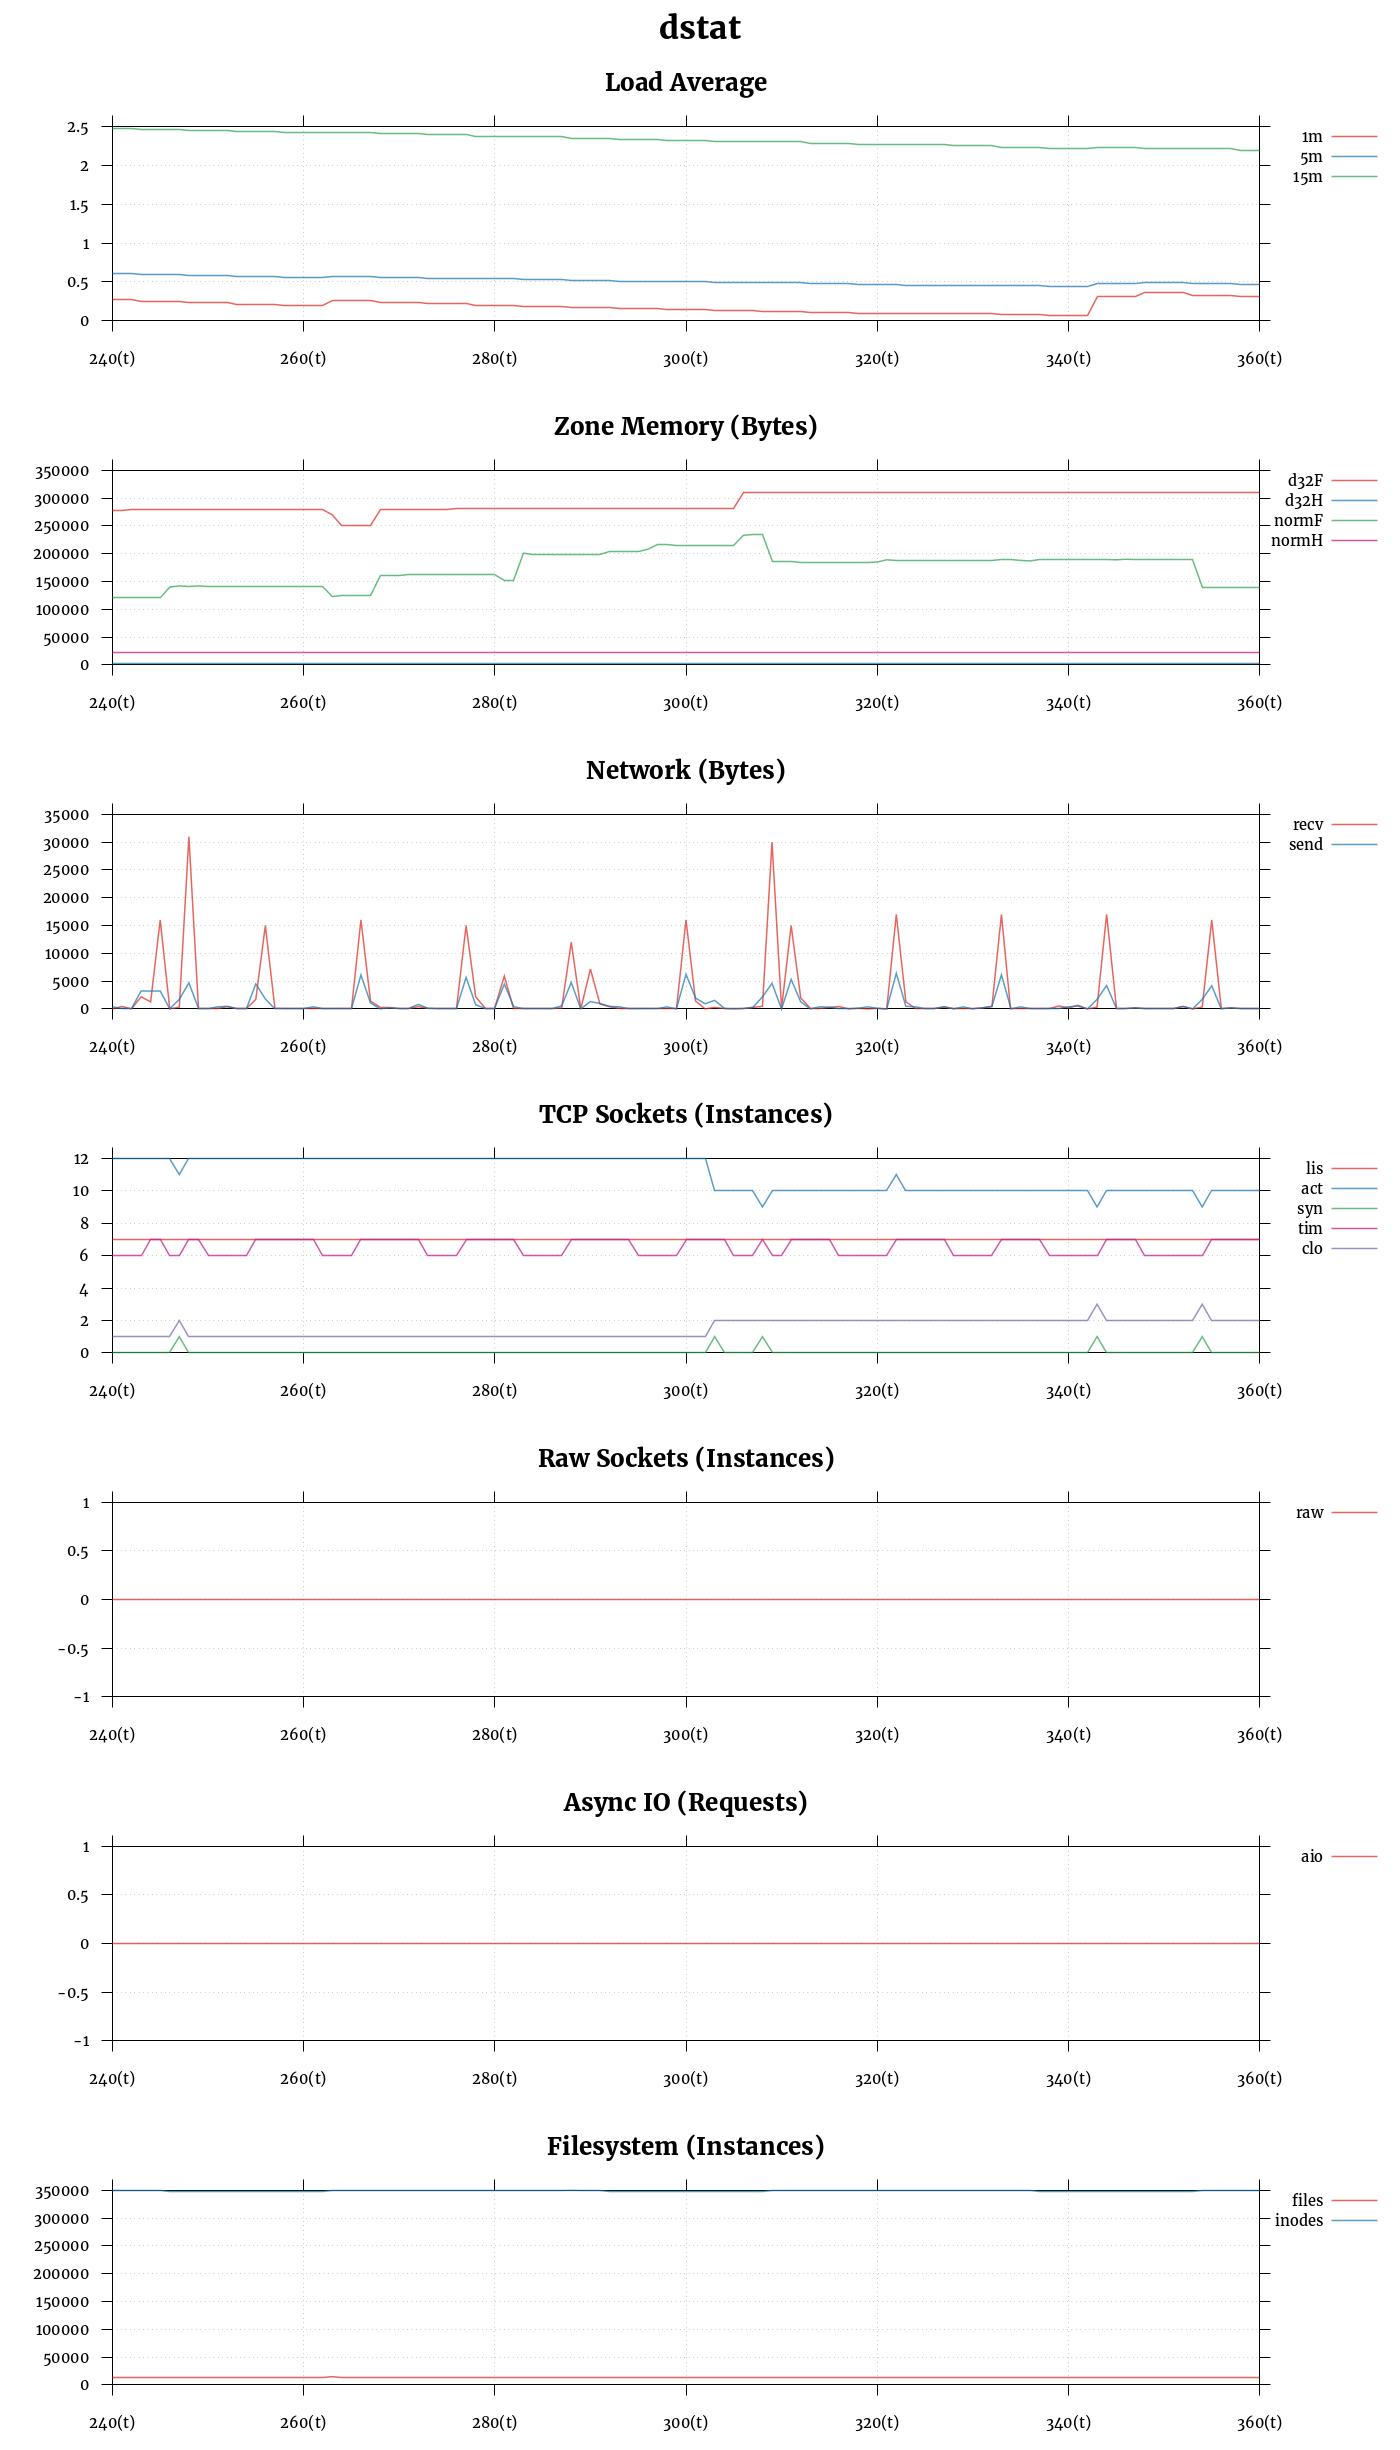 dstat
Load Average
2.5
2
1.5
1
0.5
0
240(t) 260(t) 280(t) 300(t) 320(t) 340(t) 360(t)
1m
5m
15m
Zone Memory (Bytes)
350000
300000
250000
200000
150000
100000
50000
0
240(t) 260(t) 280(t) 300(t) 320(t) 340(t) 360(t)
d32F
d32H
normF
normH
Network (Bytes)
35000
30000
25000
20000
15000
10000
5000
0
240(t) 260(t) 280(t) 300(t) 320(t) 340(t) 360(t)
recv
send
TCP Sockets (Instances)
12
10
8
6
4
2
0
240(t) 260(t) 280(t) 300(t) 320(t) 340(t) 360(t)
lis
act
syn
tim
clo
Raw Sockets (Instances)
1
0.5
0
-0.5
-1
240(t) 260(t) 280(t) 300(t) 320(t) 340(t) 360(t)
raw
Async IO (Requests)
1
0.5
0
-0.5
-1
240(t) 260(t) 280(t) 300(t) 320(t) 340(t) 360(t)
aio
Filesystem (Instances)
350000
300000
250000
200000
150000
100000
50000
0
240(t) 260(t) 280(t) 300(t) 320(t) 340(t) 360(t)
files
inodes